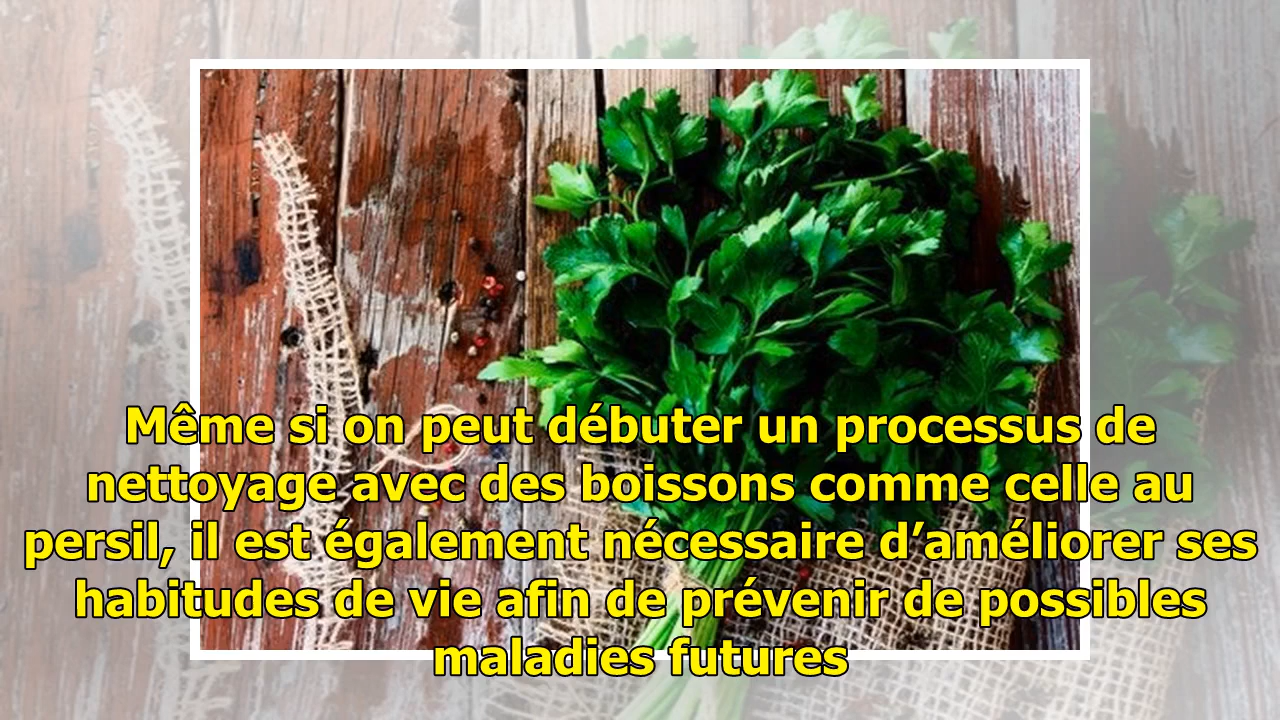 Même si on peut débuter un processus de
nettoyage avec des boissons comme celle au
persil, il est également nécessaire d’améliorer ses
habitudes de vie afin de prévenir de possibles
maladies futures